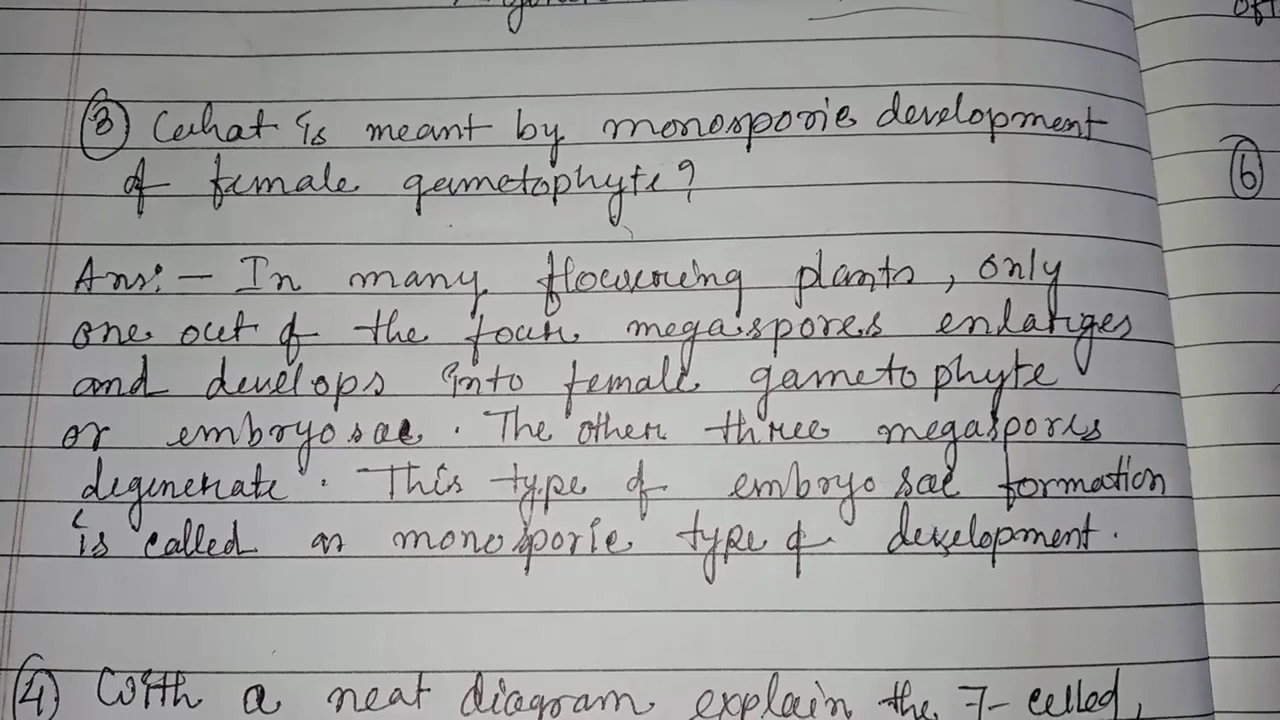 ③ What is meant by monosporic development
of female gametophyte?
Ans:- In many flowering plants, only
one out of the four megaspores enlarges
and develops into female gametophyte
or embryo sac. The other three megaspores
degenerate. This type of embryo sac formation
is called as monosporic type of development.
④ With a neat diagram explain the 7-celled,
⑥